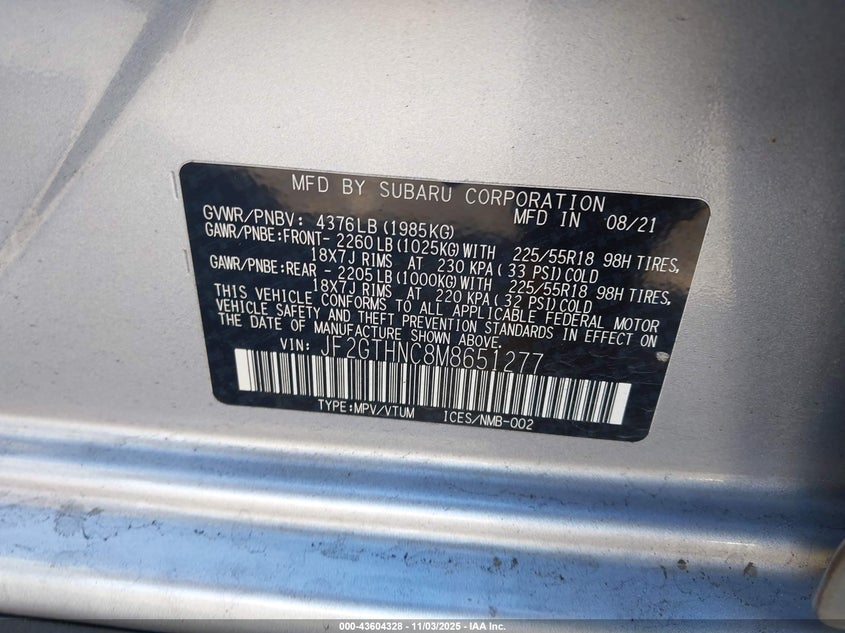 MFD BY SUBARU CORPORATION
GVWR/PNBV: 4376LB(1985KG) MFD IN 08/21
GAWR/PNBE:FRONT- 2260LB(1025KG)WITH 225/55R18 98H TIRES,
18X7J RIMS AT 230 KPA( 33 PSI)COLD
GAWR/PNBE:REAR - 2205LB(1000KG)WITH 225/55R18 98H TIRES,
18X7J RIMS AT 220 KPA( 32 PSI)COLD
THIS VEHICLE CONFORMS TO ALL APPLICABLE FEDERAL MOTOR
VEHICLE SAFETY AND THEFT PREVENTION STANDARDS IN EFFECT ON
THE DATE OF MANUFACTURE SHOWN ABOVE.
VIN: JF2GTHNC8M8651277
TYPE:MPV/VTUM ICES/NMB-002
000-43604328 - 11/03/2025 - IAA Inc.